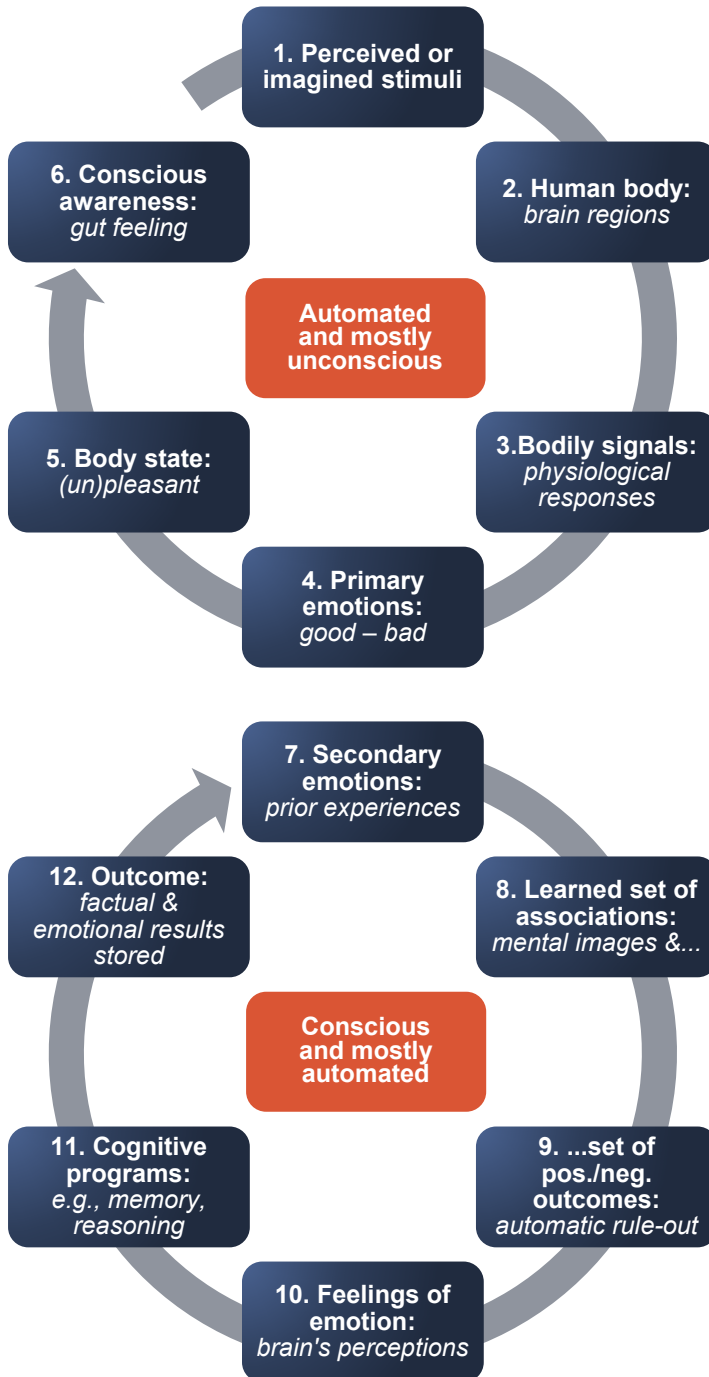 1. Perceived or
imagined stimuli
2. Human body:
brain regions
3.Bodily signals:
physiological
responses
4. Primary
emotions:
good – bad
5. Body state:
(un)pleasant
6. Conscious
awareness:
gut feeling
Automated
and mostly
unconscious
7. Secondary
emotions:
prior experiences
8. Learned set of
associations:
mental images &...
9. ...set of
pos./neg.
outcomes:
automatic rule-out
10. Feelings of
emotion:
brain's perceptions
11. Cognitive
programs:
e.g., memory,
reasoning
12. Outcome:
factual &
emotional results
stored
Conscious
and mostly
automated